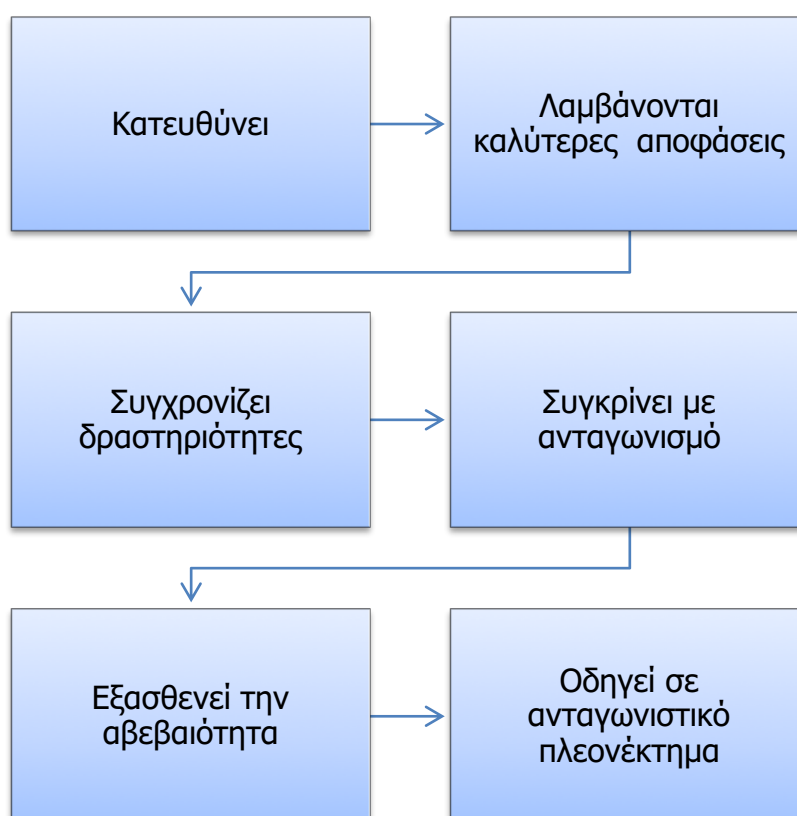 Κατευθύνει
Λαμβάνονται
καλύτερες αποφάσεις
Συγχρονίζει
δραστηριότητες
Συγκρίνει με
ανταγωνισμό
Εξασθενεί την
αβεβαιότητα
Οδηγεί σε
ανταγωνιστικό
πλεονέκτημα